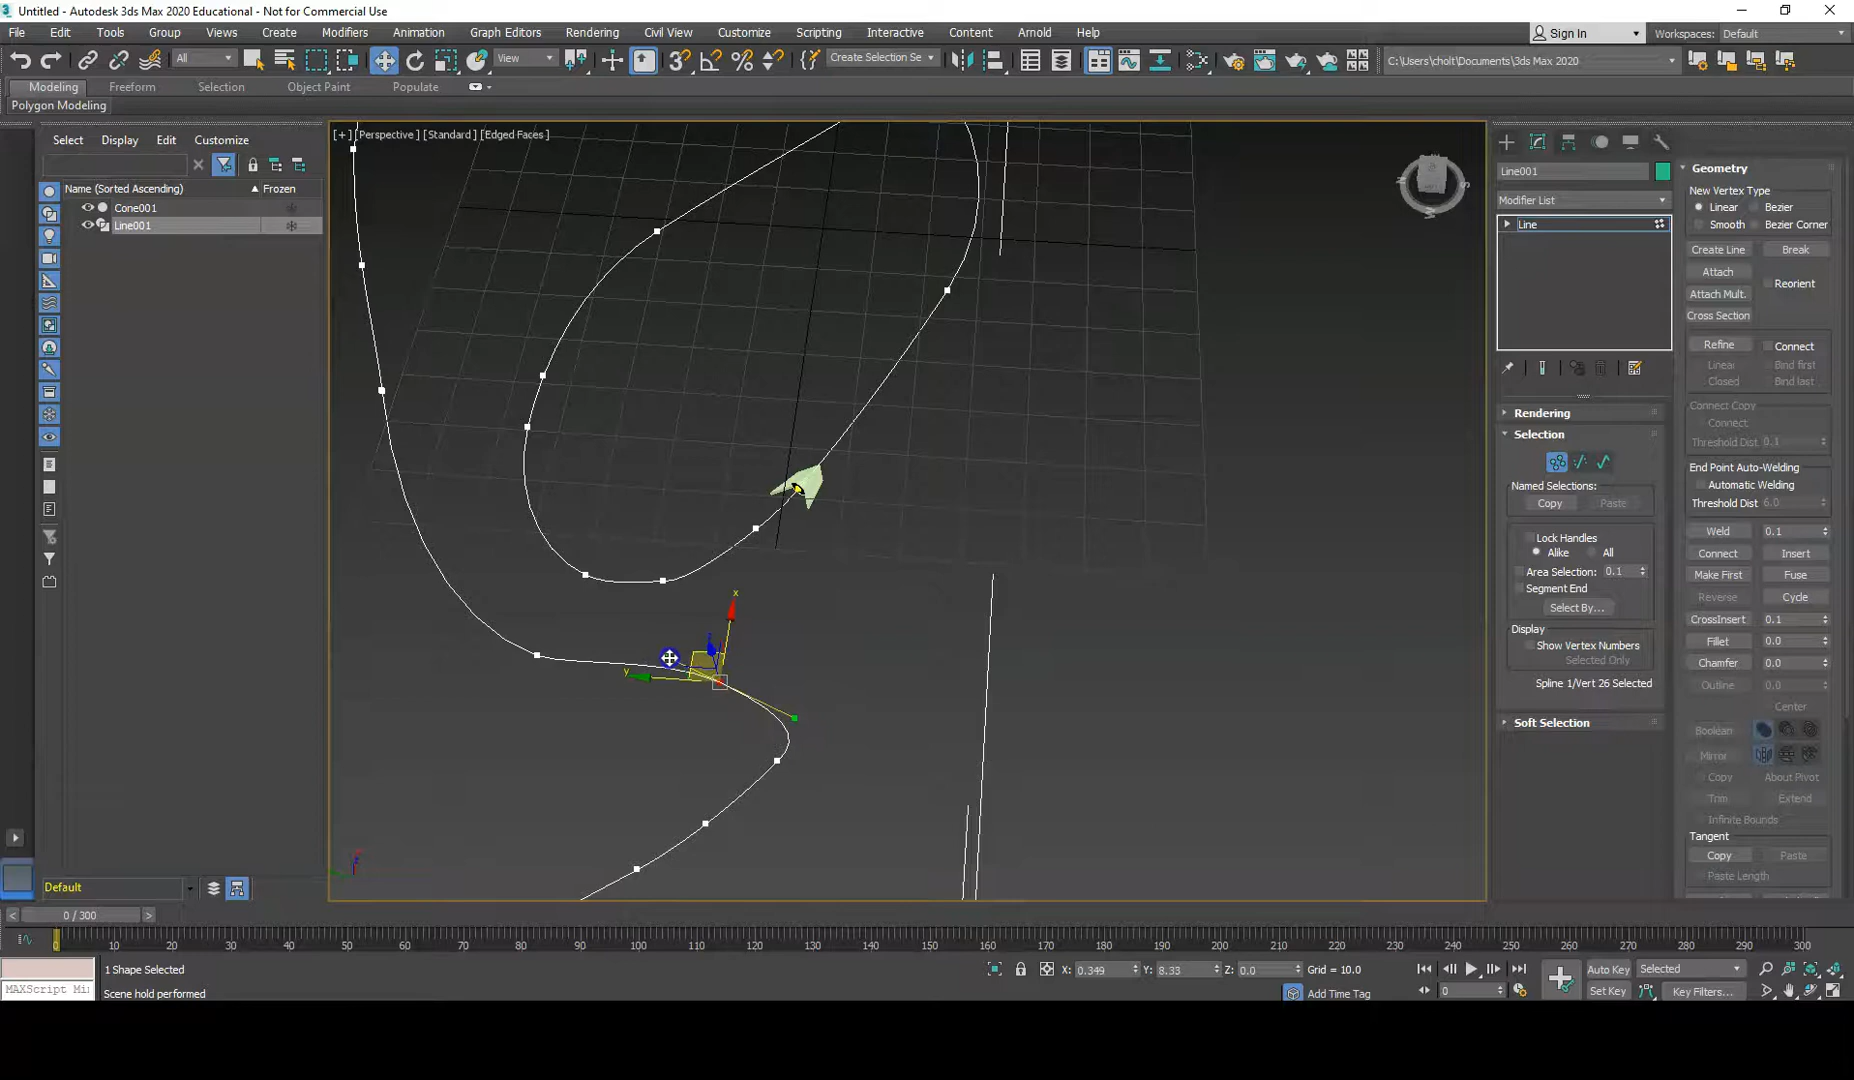 Untitled - Autodesk 3ds Max 2020 Educational - Not for Commercial Use
File Edit Tools Group Views Create Modifiers Animation Graph Editors Rendering Civil View Customize Scripting Interactive Content Arnold Help
Sign In Workspaces: Default
All View Create Selection Se C:\Users\cholt\Documents\3ds Max 2020
Modeling Freeform Selection Object Paint Populate
Polygon Modeling
Select Display Edit Customize
Name (Sorted Ascending) Frozen
Cone001
Line001
[+] [Perspective] [Standard] [Edged Faces]
x
y
Line001
Modifier List
Line
Rendering
Selection
Named Selections:
Copy Paste
Lock Handles
Alike All
Area Selection: 0.1
Segment End
Select By...
Display
Show Vertex Numbers
Selected Only
Spline 1/Vert 26 Selected
Soft Selection
Geometry
New Vertex Type
Linear Bezier
Smooth Bezier Corner
Create Line Break
Attach
Reorient
Attach Mult.
Cross Section
Refine Connect
Linear Bind first
Closed Bind last
Connect Copy
Connect
Threshold Dist 0.1
End Point Auto-Welding
Automatic Welding
Threshold Dist 6.0
Weld 0.1
Connect Insert
Make First Fuse
Reverse Cycle
CrossInsert 0.1
Fillet 0.0
Chamfer 0.0
Outline 0.0
Center
Boolean
Mirror
Copy About Pivot
Trim Extend
Infinite Bounds
Tangent
Copy Paste
Paste Length
Default
< 0 / 300 >
0 10 20 30 40 50 60 70 80 90 100 110 120 130 140 150 160 170 180 190 200 210 220 230 240 250 260 270 280 290 300
1 Shape Selected
X: 0.349 Y: 8.33 Z: 0.0 Grid = 10.0
Auto Key Selected
MAXScript Mi
Scene hold performed
Add Time Tag
0
Set Key Key Filters...